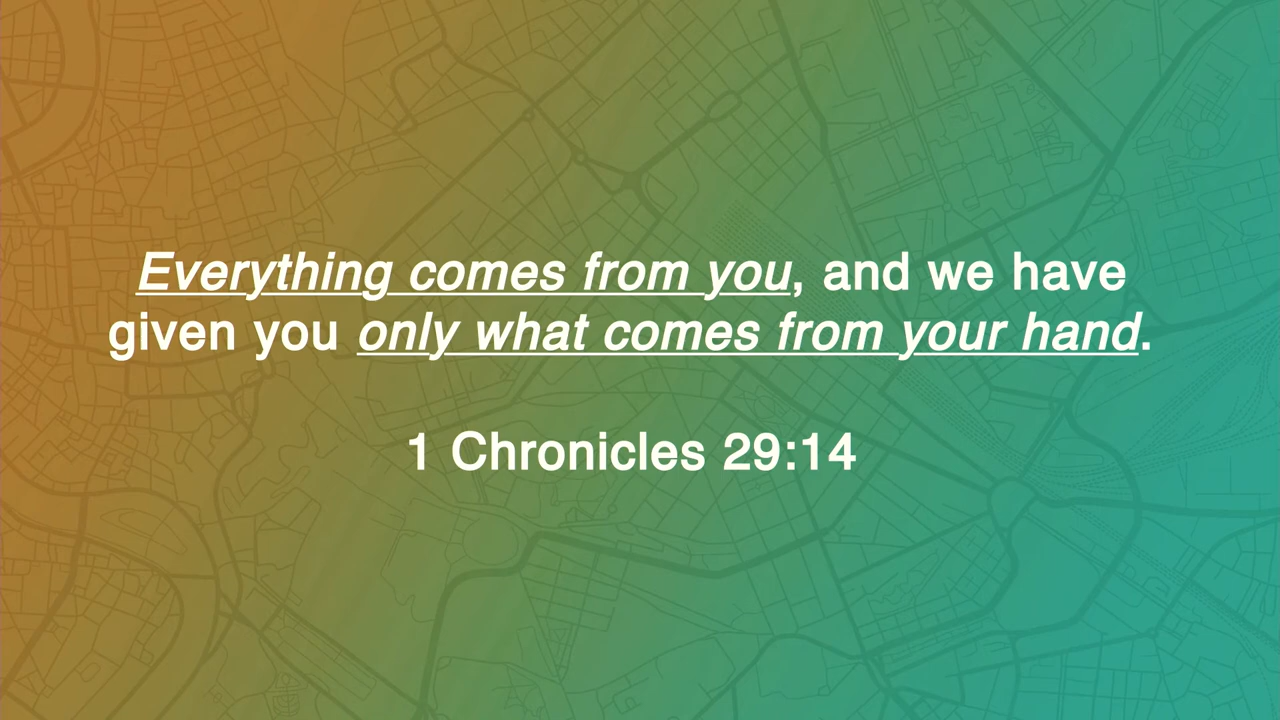 Everything comes from you, and we have
given you only what comes from your hand.
1 Chronicles 29:14